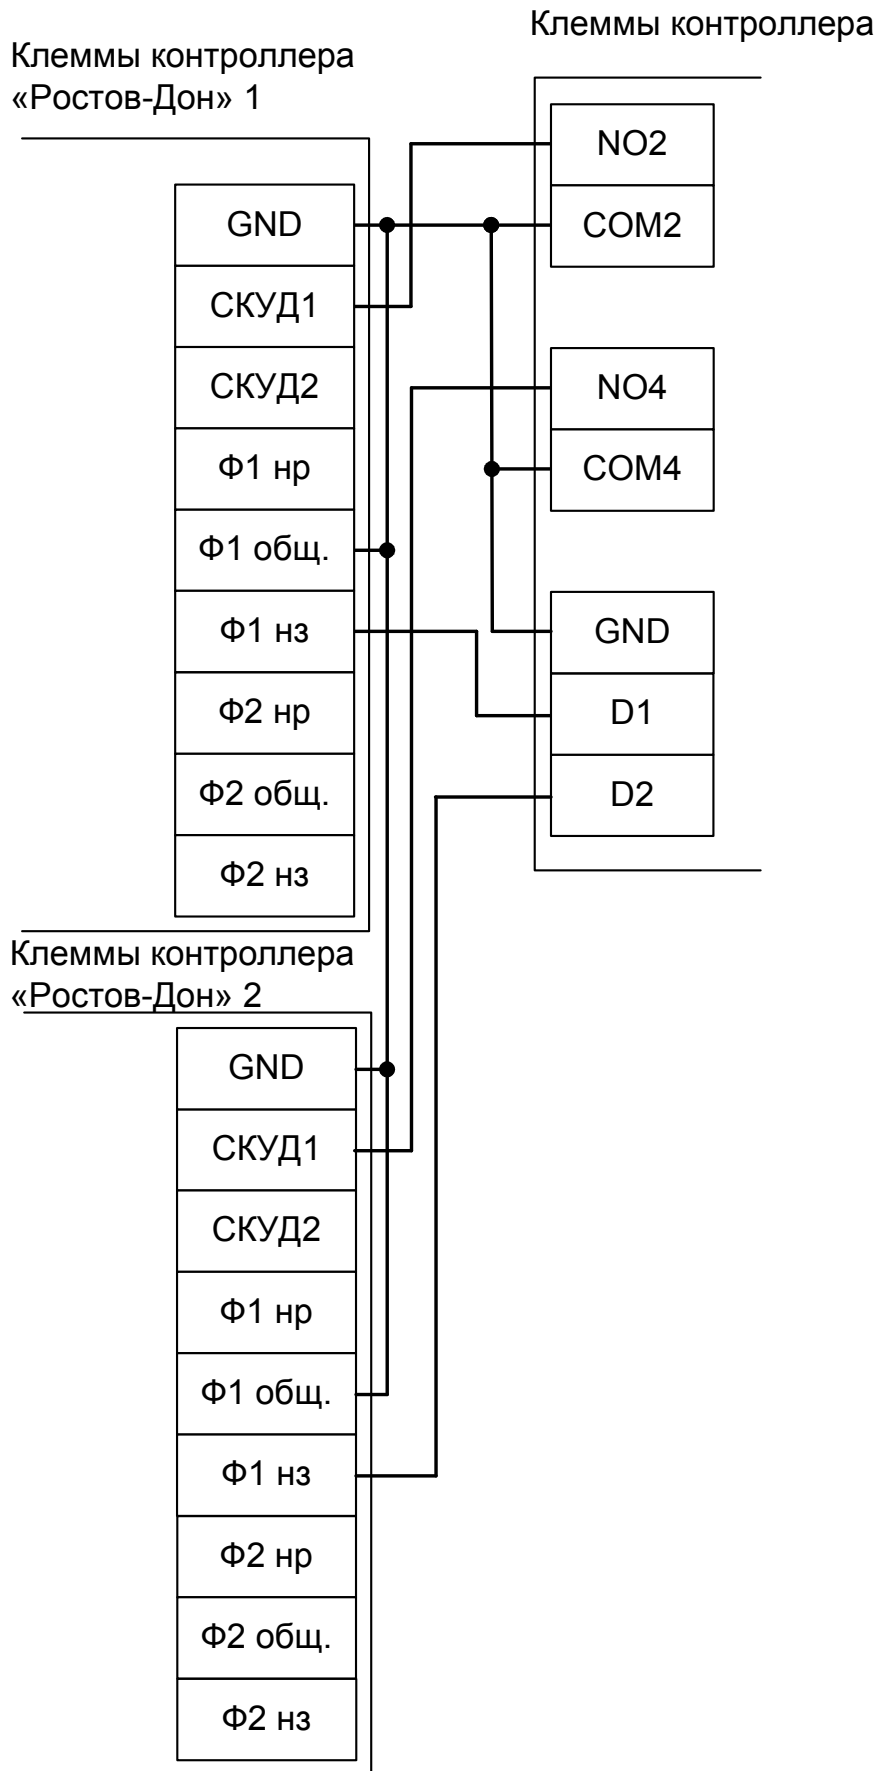 Клеммы контроллера
«Ростов-Дон» 1
GND
СКУД1
СКУД2
Ф1 нр
Ф1 общ.
Ф1 нз
Ф2 нр
Ф2 общ.
Ф2 нз
Клеммы контроллера
NO2
COM2
NO4
COM4
GND
D1
D2
Клеммы контроллера
«Ростов-Дон» 2
GND
СКУД1
СКУД2
Ф1 нр
Ф1 общ.
Ф1 нз
Ф2 нр
Ф2 общ.
Ф2 нз